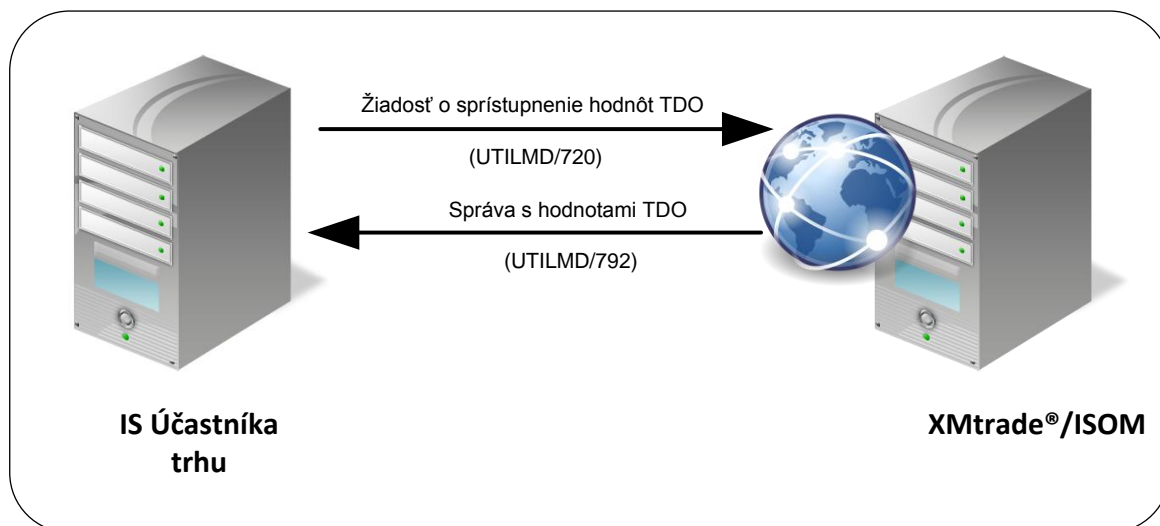 Žiadosť o sprístupnenie hodnôt TDO
(UTILMD/720)
Správa s hodnotami TDO
(UTILMD/792)
IS Účastníka
trhu
XMtrade®/ISOM